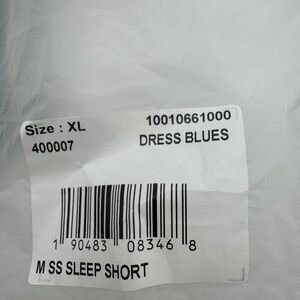 Size : XL 10010661000
400007 DRESS BLUES
1 90483 08346 8
M SS SLEEP SHORT